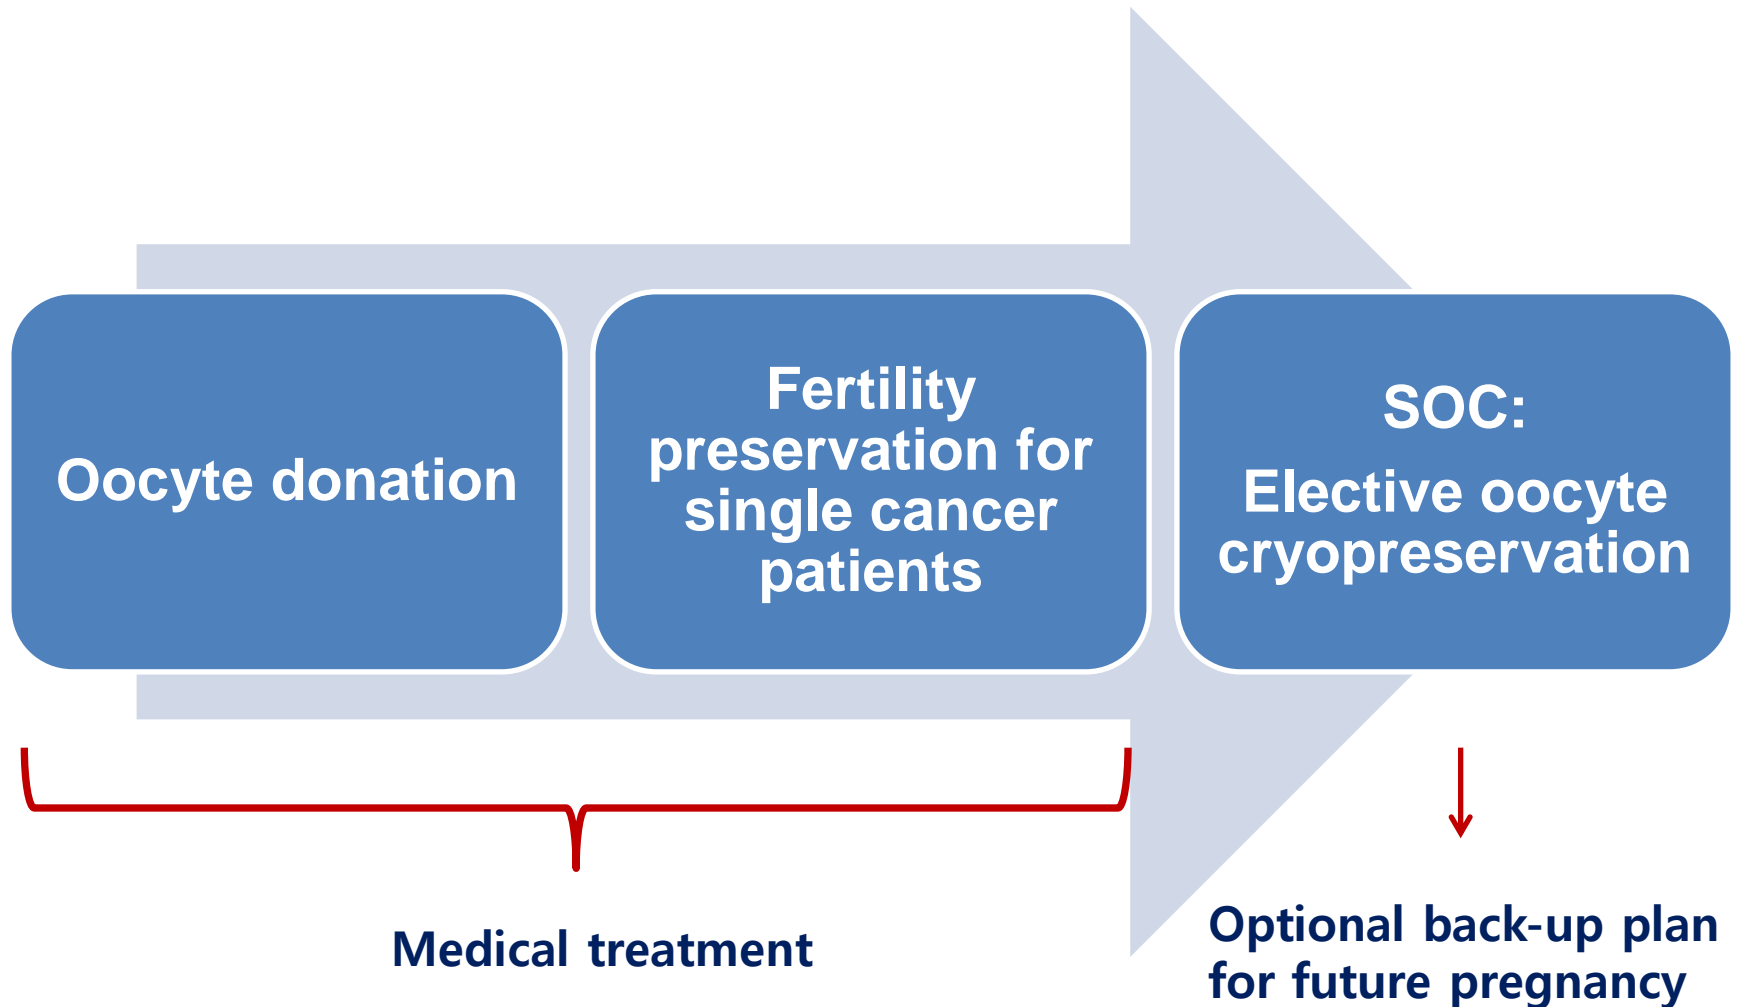 Oocyte donation
Fertility
preservation for
single cancer
patients
SOC:
Elective oocyte
cryopreservation
Medical treatment
Optional back-up plan
for future pregnancy